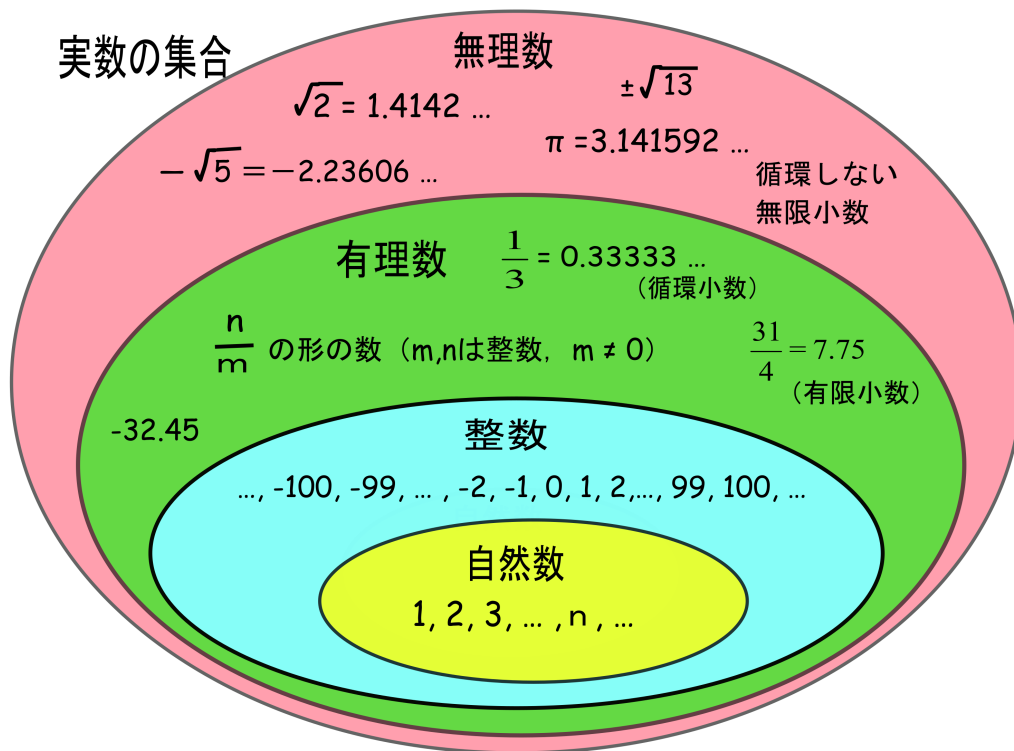 実数の集合
無理数
√2 = 1.4142 ...
±√13
π =3.141592 ...
−√5 =−2.23606 ...
循環しない
無限小数
有理数
1/3 = 0.33333 ...
（循環小数）
n/m の形の数（m,nは整数，m ≠ 0）
31/4 = 7.75
（有限小数）
-32.45
整数
..., -100, -99, ... , -2, -1, 0, 1, 2,..., 99, 100, ...
自然数
1, 2, 3, ... , n , ...